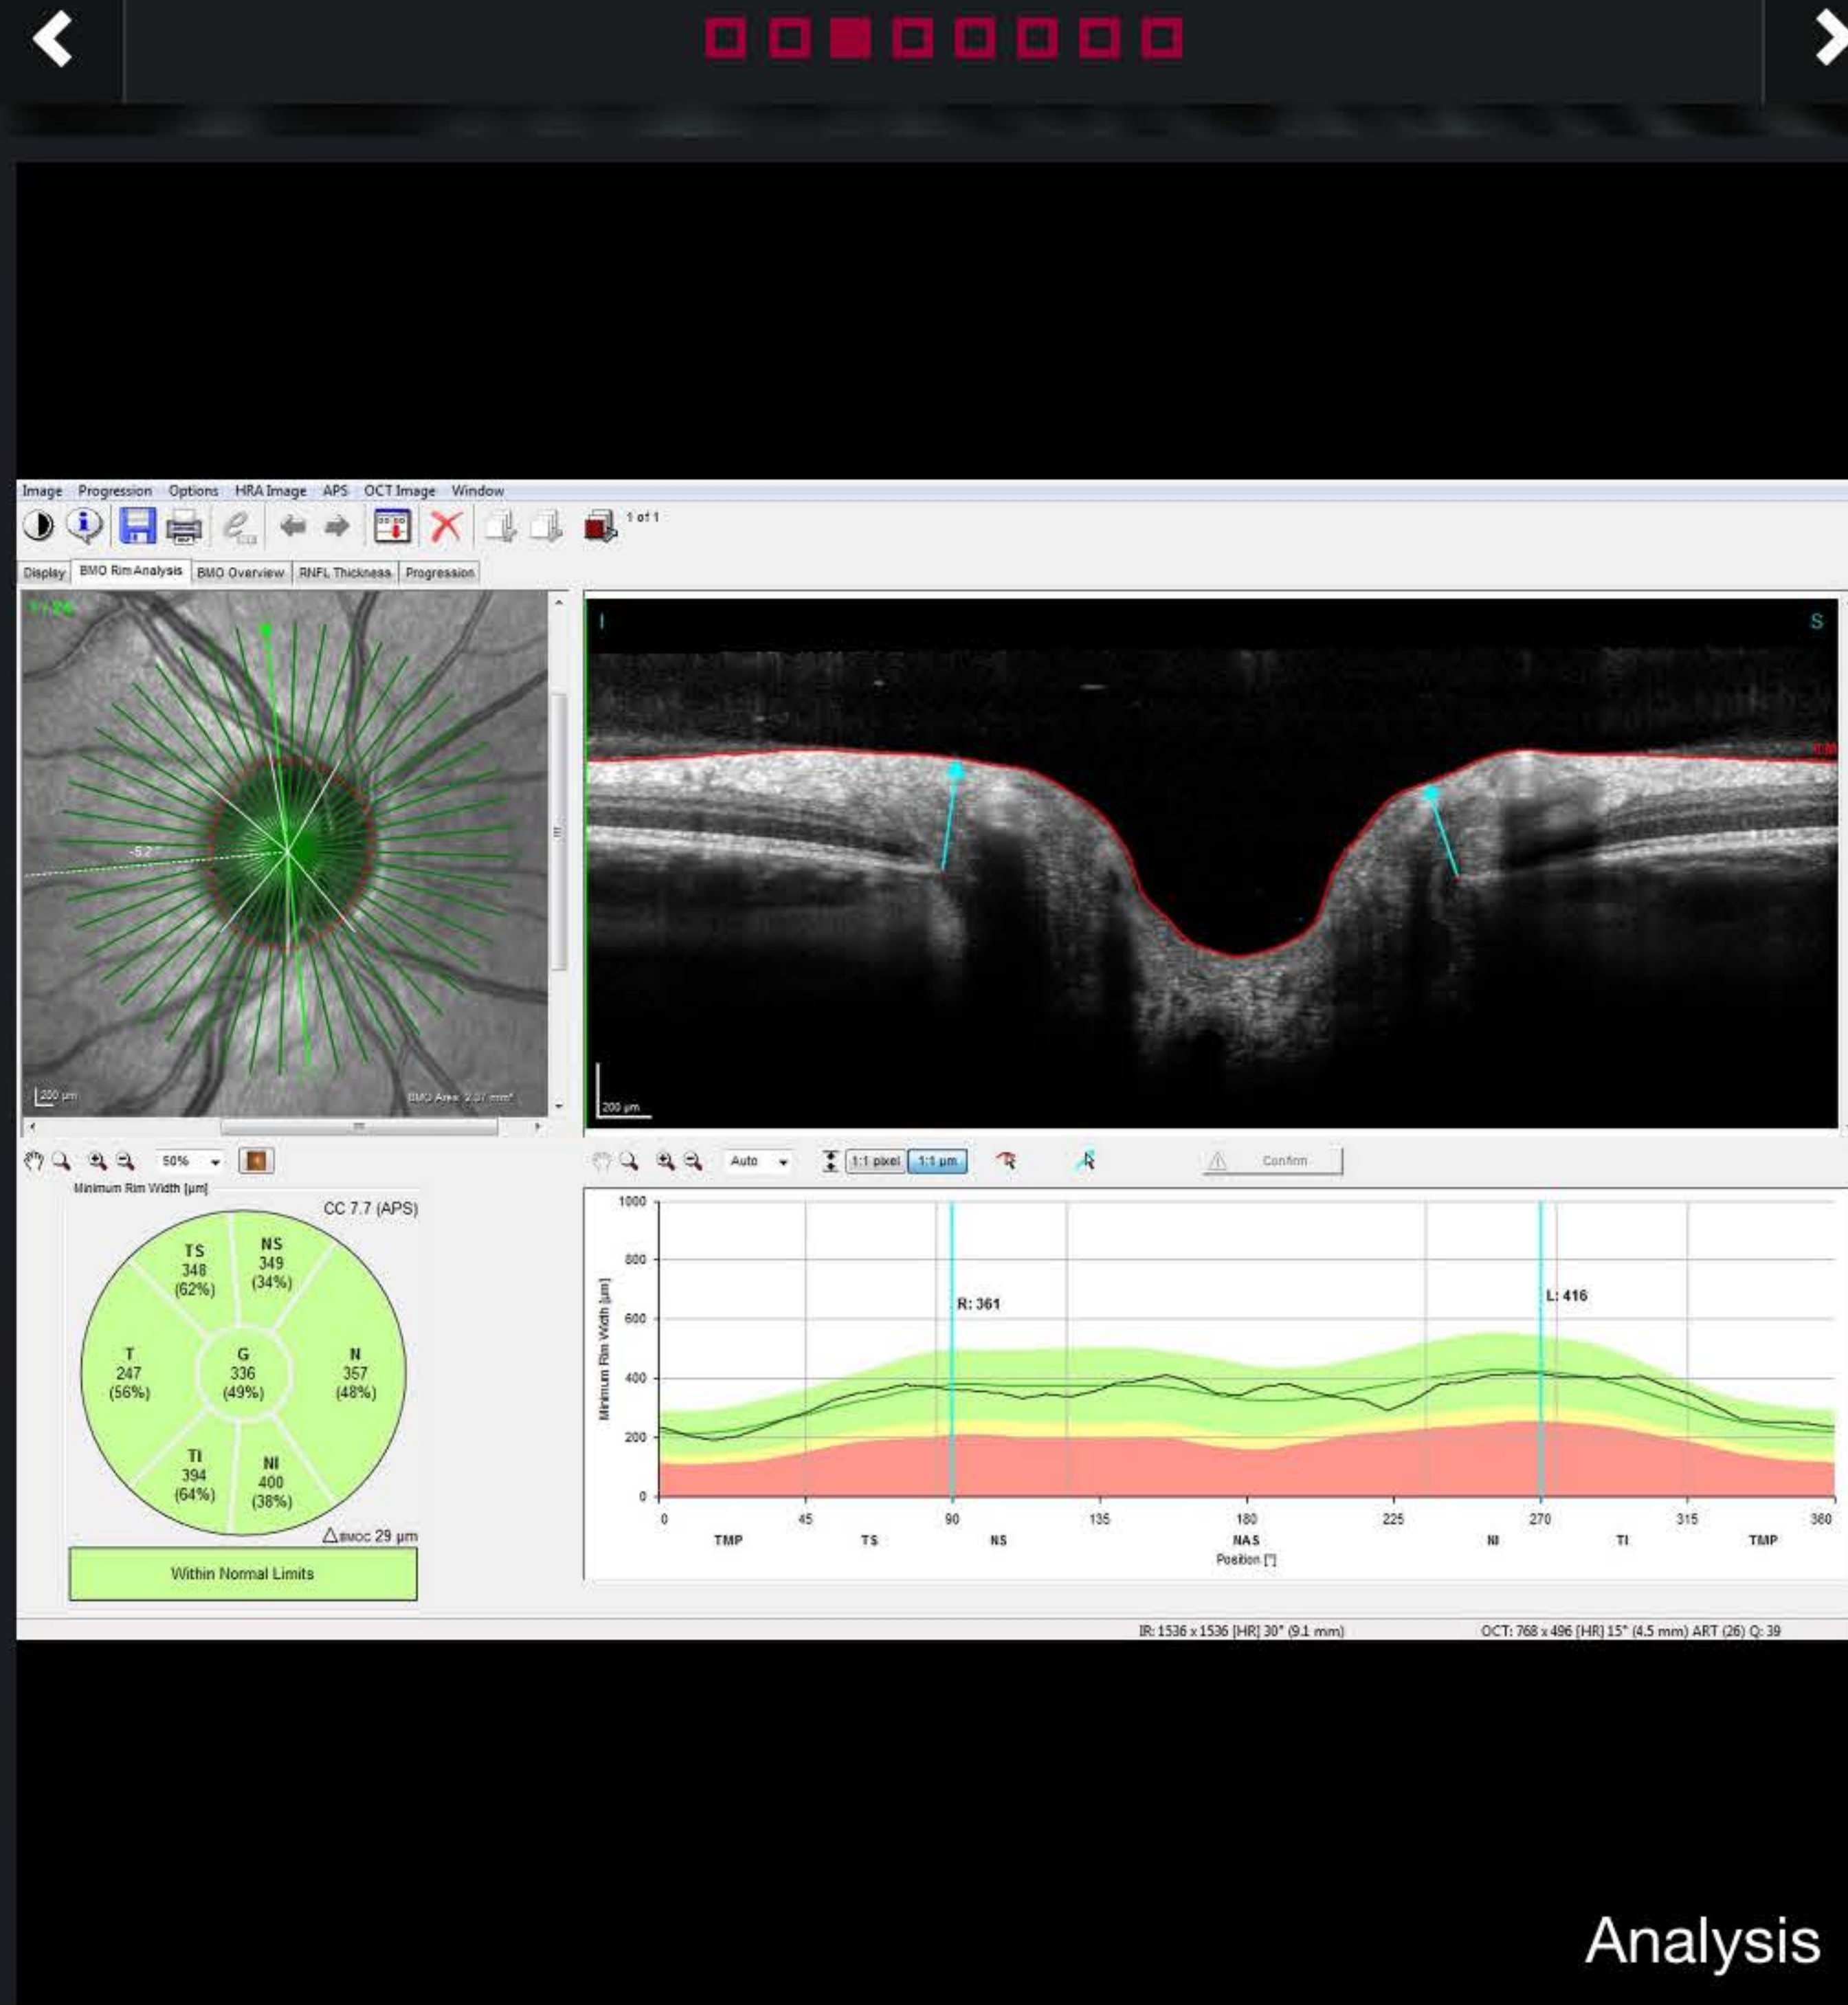 Image Progression Options HRA Image APS OCT Image Window
1 of 1
Display BMO Rim Analysis BMO Overview RNFL Thickness Progression
-5.2
200 µm
BMO Area: 2.37 mm²
I
S
200 µm
50%
Auto
1:1 pixel
1:1 µm
Confirm
Minimum Rim Width [µm]
CC 7.7 (APS)
TS
348
(62%)
NS
349
(34%)
T
247
(56%)
G
336
(49%)
N
357
(48%)
TI
394
(64%)
NI
400
(38%)
ΔBMOC 29 µm
Within Normal Limits
Minimum Rim Width [µm]
1000
800
600
400
200
0
R: 361
L: 416
0 45 90 135 180 225 270 315 360
TMP TS NS NAS NI TI TMP
Position [°]
IR: 1536 x 1536 [HR] 30° (9.1 mm)
OCT: 768 x 496 [HR] 15° (4.5 mm) ART (26) Q: 39
Analysis